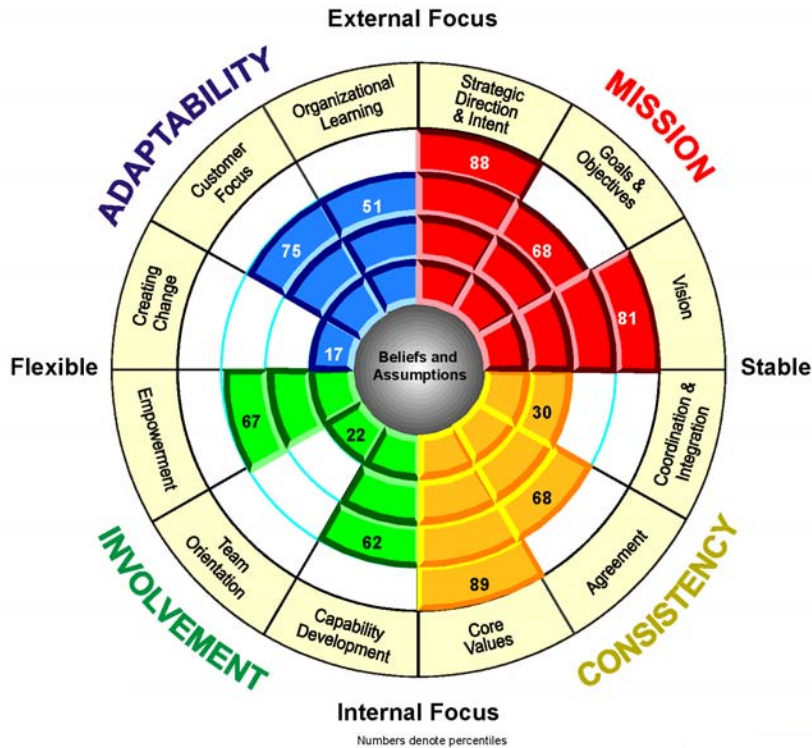 External Focus
ADAPTABILITY
MISSION
Organizational
Learning
Strategic
Direction
& Intent
Customer
Focus
Goals &
Objectives
Creating
Change
Vision
88
51
68
75
81
17
Flexible
Beliefs and
Assumptions
Stable
67
22
30
68
62
89
Empowerment
Coordination &
Integration
Team
Orientation
Agreement
Capability
Development
Core
Values
INVOLVEMENT
CONSISTENCY
Internal Focus
Numbers denote percentiles